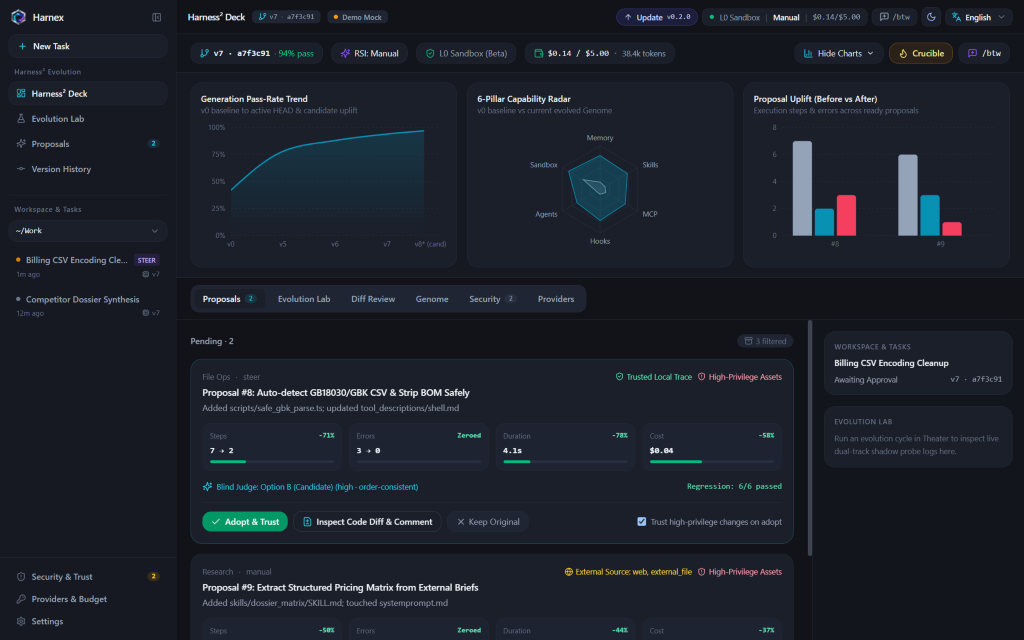 Harnex
New Task
Harness² Evolution
Harness² Deck
Evolution Lab
Proposals 2
Version History
Workspace & Tasks
~/Work
Billing CSV Encoding Cle... STEER
1m ago v7
Competitor Dossier Synthesis
12m ago v7
Security & Trust 2
Providers & Budget
Settings
Harness² Deck v7 · a7f3c91 Demo Mock Update v0.2.0 L0 Sandbox Manual $0.14/$5.00 /btw English
v7 · a7f3c91 · 94% pass RSI: Manual L0 Sandbox (Beta) $0.14 / $5.00 · 38.4k tokens Hide Charts Crucible /btw
Generation Pass-Rate Trend
v0 baseline to active HEAD & candidate uplift
100%
75%
50%
25%
0%
v0 v5 v6 v7 v8* (cand)
6-Pillar Capability Radar
v0 baseline vs current evolved Genome
Memory
Sandbox Skills
Agents MCP
Hooks
Proposal Uplift (Before vs After)
Execution steps & errors across ready proposals
8
6
4
2
0
#8 #9
Proposals 2 Evolution Lab Diff Review Genome Security 2 Providers
Pending · 2 3 filtered
File Ops · steer Trusted Local Trace High-Privilege Assets
Proposal #8: Auto-detect GB18030/GBK CSV & Strip BOM Safely
Added scripts/safe_gbk_parse.ts; updated tool_descriptions/shell.md
Steps -71% Errors Zeroed Duration -78% Cost -58%
7 → 2 3 → 0 4.1s $0.04
Blind Judge: Option B (Candidate) (high · order-consistent) Regression: 6/6 passed
Adopt & Trust Inspect Code Diff & Comment Keep Original Trust high-privilege changes on adopt
Research · manual External Source: web, external_file High-Privilege Assets
Proposal #9: Extract Structured Pricing Matrix from External Briefs
Added skills/dossier_matrix/SKILL.md; touched systemprompt.md
Steps -50% Errors Zeroed Duration -44% Cost -37%
WORKSPACE & TASKS
Billing CSV Encoding Cleanup
Awaiting Approval v7 · a7f3c91
EVOLUTION LAB
Run an evolution cycle in Theater to inspect live
dual-track shadow probe logs here.